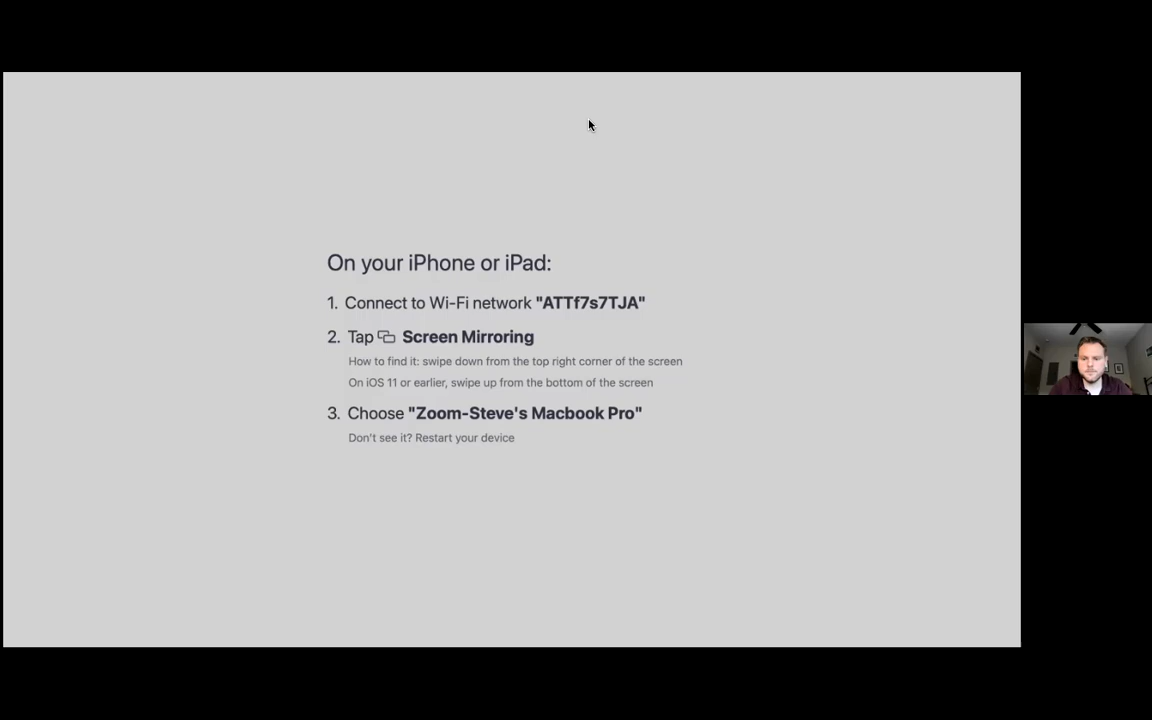 On your iPhone or iPad:
1. Connect to Wi-Fi network "ATTf7s7TJA"
2. Tap Screen Mirroring
How to find it: swipe down from the top right corner of the screen
On iOS 11 or earlier, swipe up from the bottom of the screen
3. Choose "Zoom-Steve's Macbook Pro"
Don't see it? Restart your device